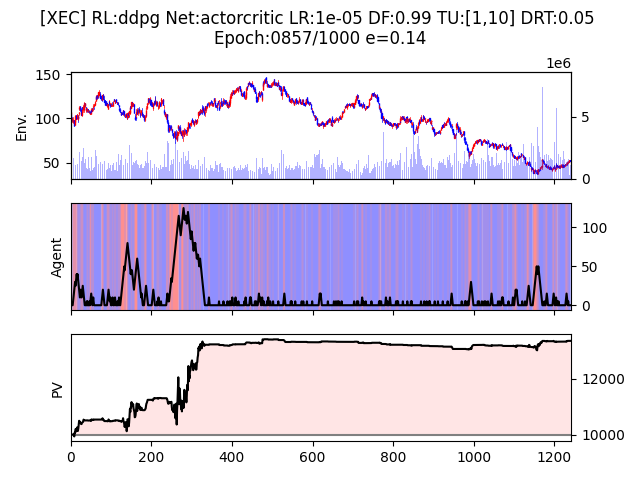 [XEC] RL:ddpg Net:actorcritic LR:1e-05 DF:0.99 TU:[1,10] DRT:0.05
Epoch:0857/1000 e=0.14
1e6
150
100
50
Env.
5
0
Agent
100
50
0
PV
12000
10000
0 200 400 600 800 1000 1200